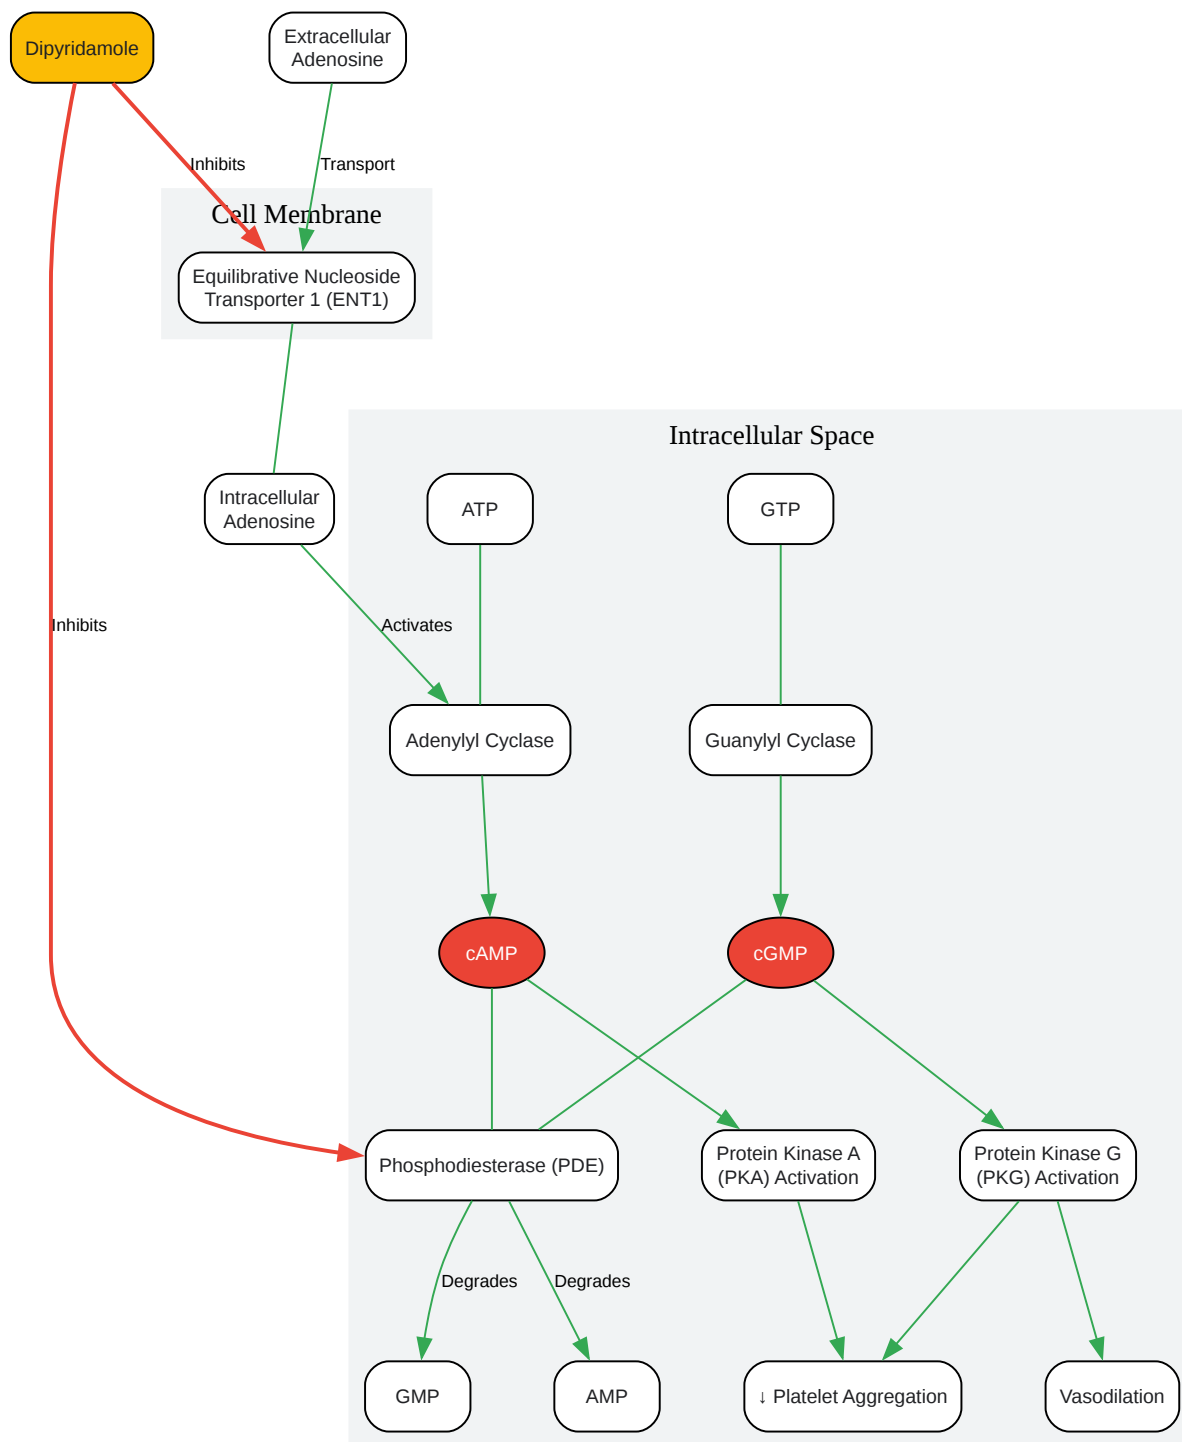 Dipyridamole
Extracellular
Adenosine
Inhibits
Transport
Cell Membrane
Equilibrative Nucleoside
Transporter 1 (ENT1)
Intracellular Space
Intracellular
Adenosine
ATP
GTP
Inhibits
Activates
Adenylyl Cyclase
Guanylyl Cyclase
cAMP
cGMP
Phosphodiesterase (PDE)
Protein Kinase A
(PKA) Activation
Protein Kinase G
(PKG) Activation
Degrades
Degrades
GMP
AMP
↓ Platelet Aggregation
Vasodilation